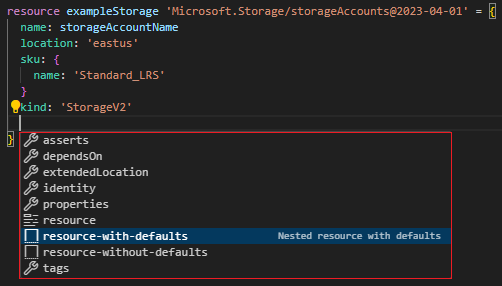 resource exampleStorage 'Microsoft.Storage/storageAccounts@2023-04-01' = {
name: storageAccountName
location: 'eastus'
sku: {
name: 'Standard_LRS'
}
kind: 'StorageV2'
}
asserts
dependsOn
extendedLocation
identity
properties
resource
resource-with-defaults Nested resource with defaults
resource-without-defaults
tags